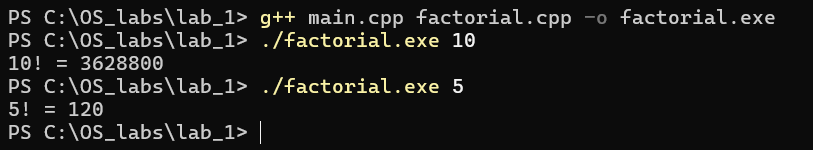 PS C:\OS_labs\lab_1> g++ main.cpp factorial.cpp -o factorial.exe
PS C:\OS_labs\lab_1> ./factorial.exe 10
10! = 3628800
PS C:\OS_labs\lab_1> ./factorial.exe 5
5! = 120
PS C:\OS_labs\lab_1>